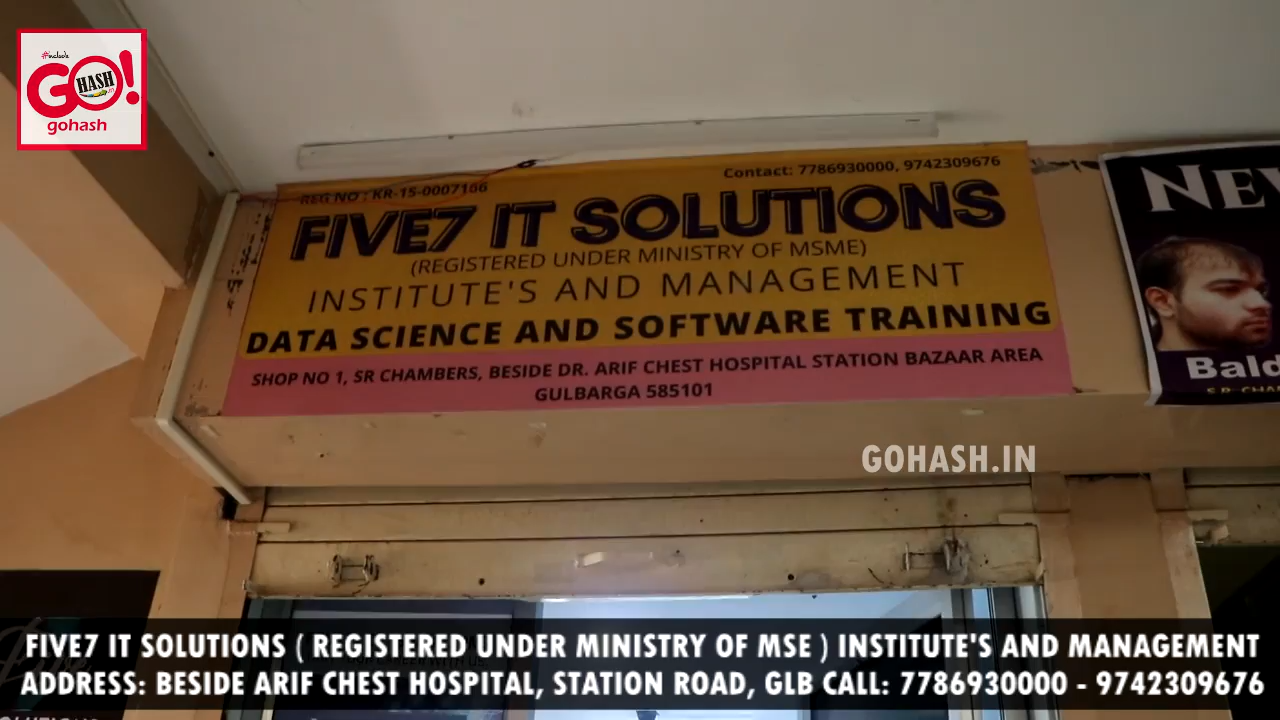 #include
GO!
HASH
gohash
REG NO : KR-15-0007166
Contact: 7786930000, 9742309676
FIVE7 IT SOLUTIONS
(REGISTERED UNDER MINISTRY OF MSME)
INSTITUTE'S AND MANAGEMENT
DATA SCIENCE AND SOFTWARE TRAINING
SHOP NO 1, SR CHAMBERS, BESIDE DR. ARIF CHEST HOSPITAL STATION BAZAAR AREA
GULBARGA 585101
NEW
Bald
GOHASH.IN
FIVE7 IT SOLUTIONS ( REGISTERED UNDER MINISTRY OF MSE ) INSTITUTE'S AND MANAGEMENT
ADDRESS: BESIDE ARIF CHEST HOSPITAL, STATION ROAD, GLB CALL: 7786930000 - 9742309676